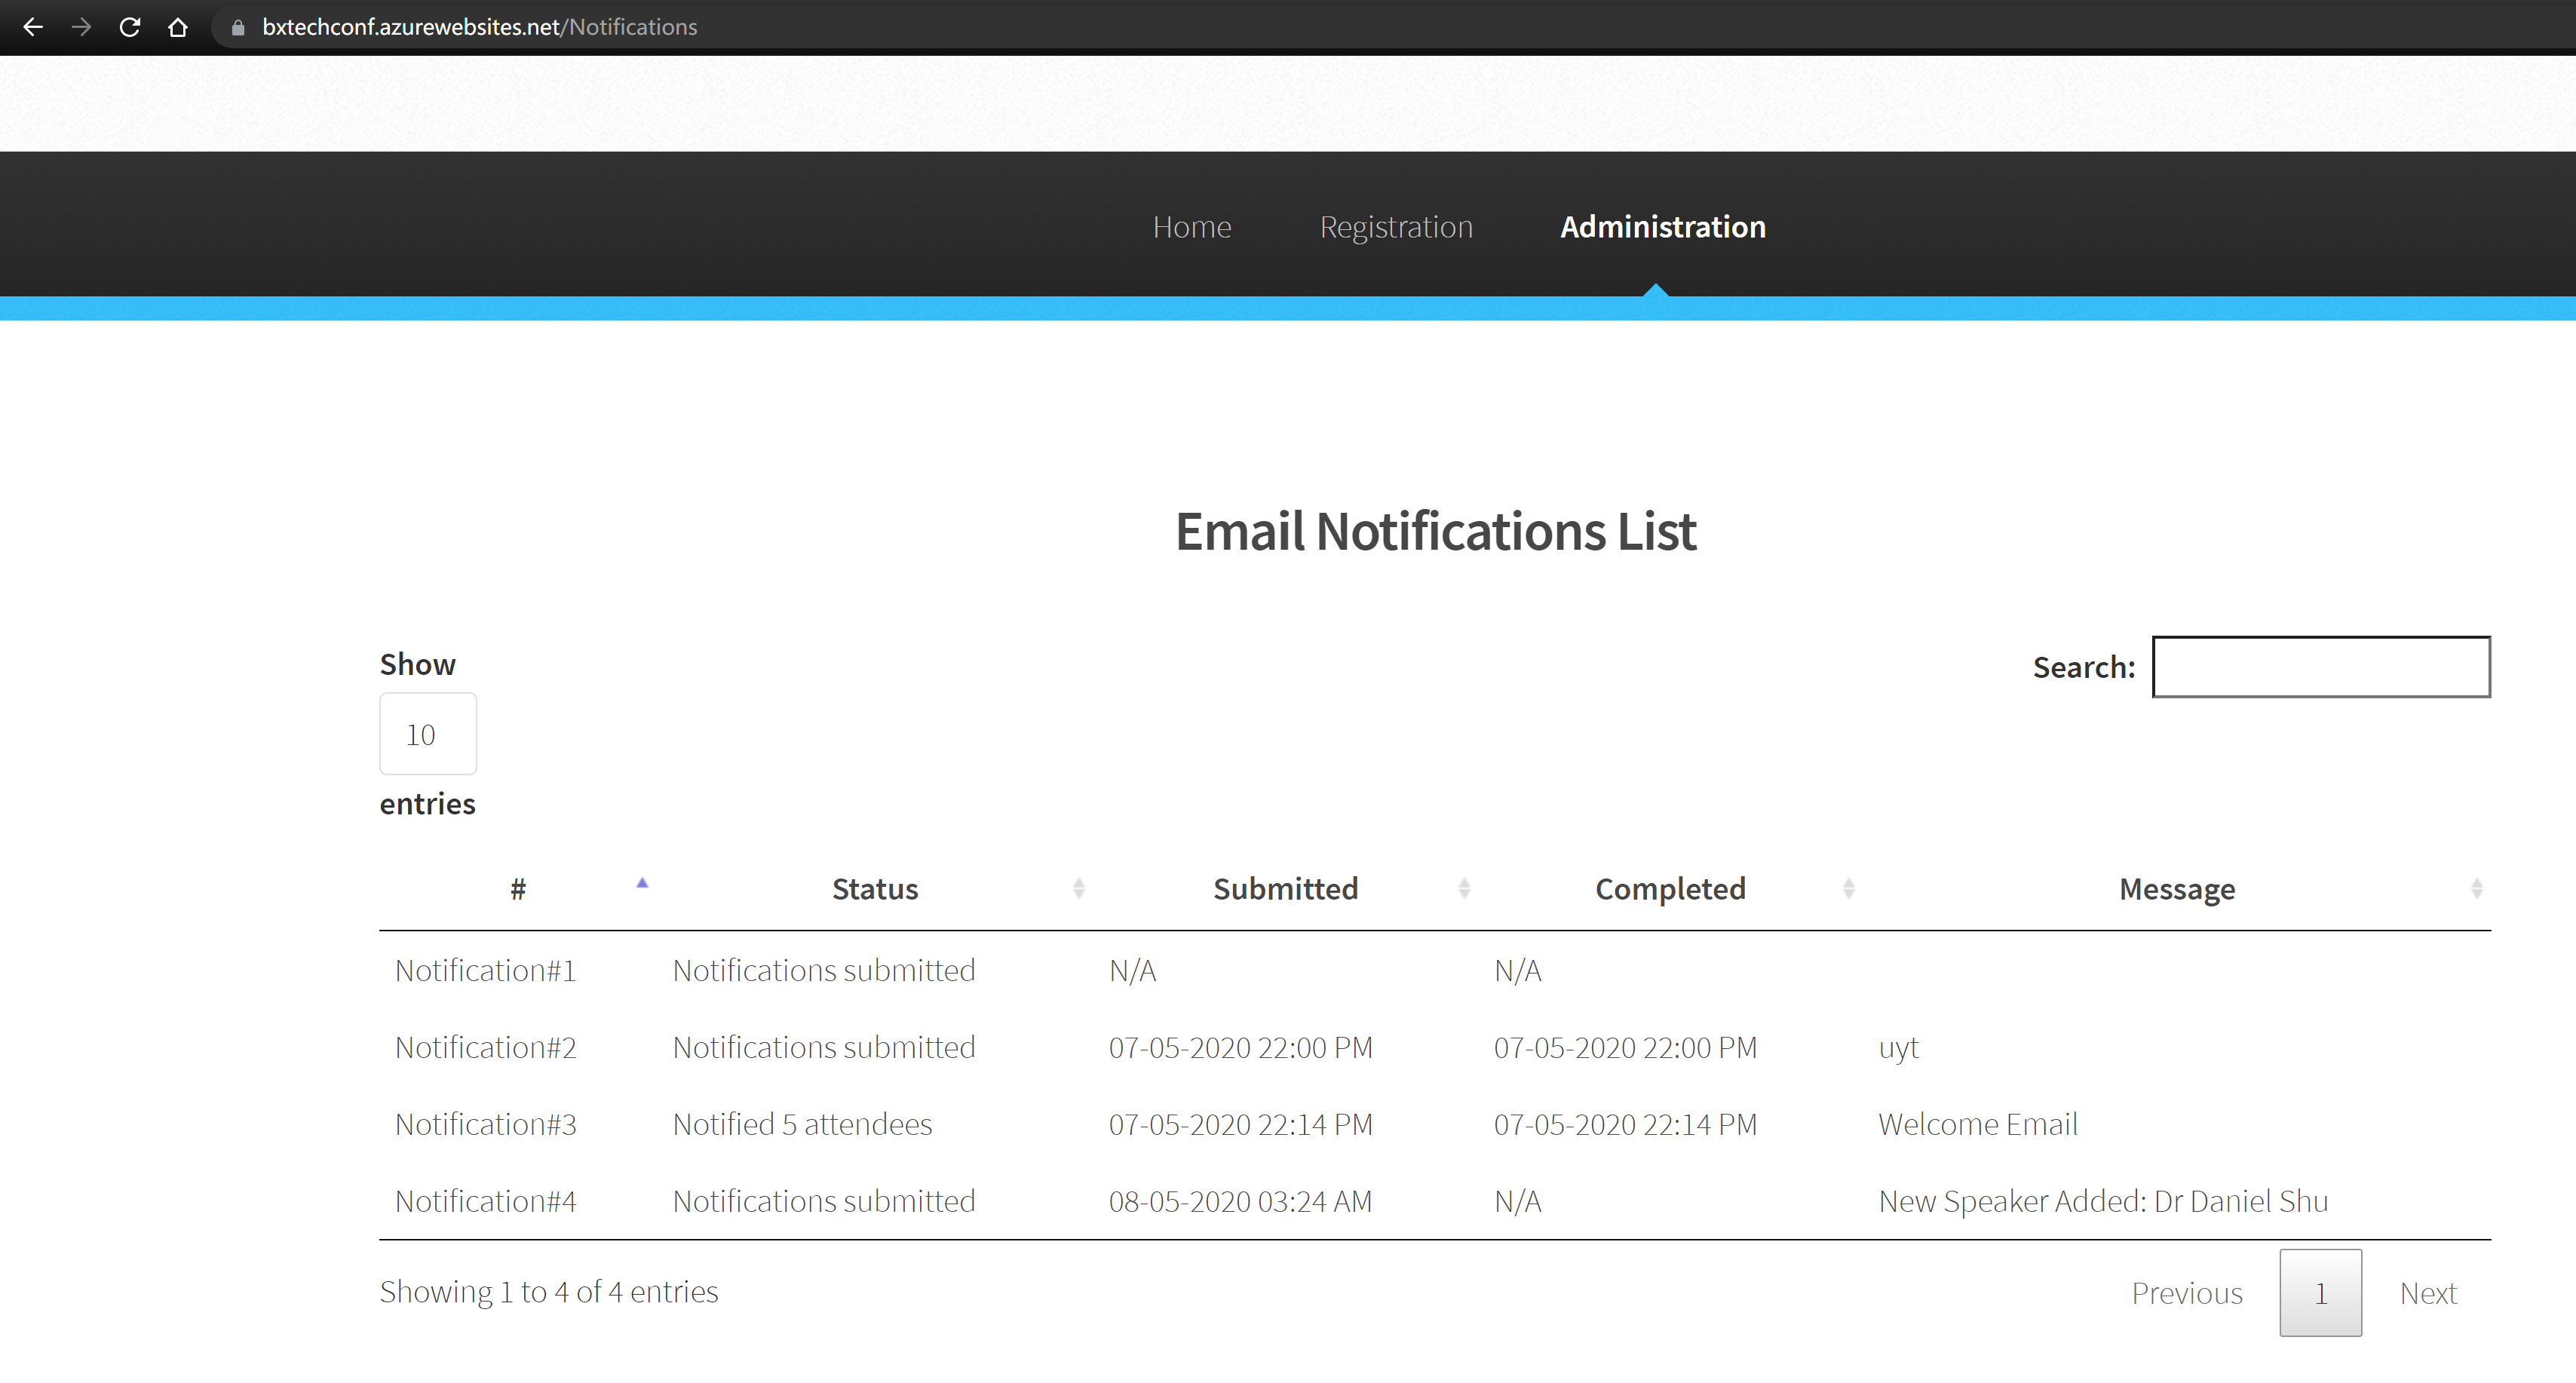 bxtechconf.azurewebsites.net/Notifications
Home Registration Administration
Email Notifications List
Show
Search:
10
entries
# Status Submitted Completed Message
Notification#1 Notifications submitted N/A N/A
Notification#2 Notifications submitted 07-05-2020 22:00 PM 07-05-2020 22:00 PM uyt
Notification#3 Notified 5 attendees 07-05-2020 22:14 PM 07-05-2020 22:14 PM Welcome Email
Notification#4 Notifications submitted 08-05-2020 03:24 AM N/A New Speaker Added: Dr Daniel Shu
Showing 1 to 4 of 4 entries
Previous 1 Next